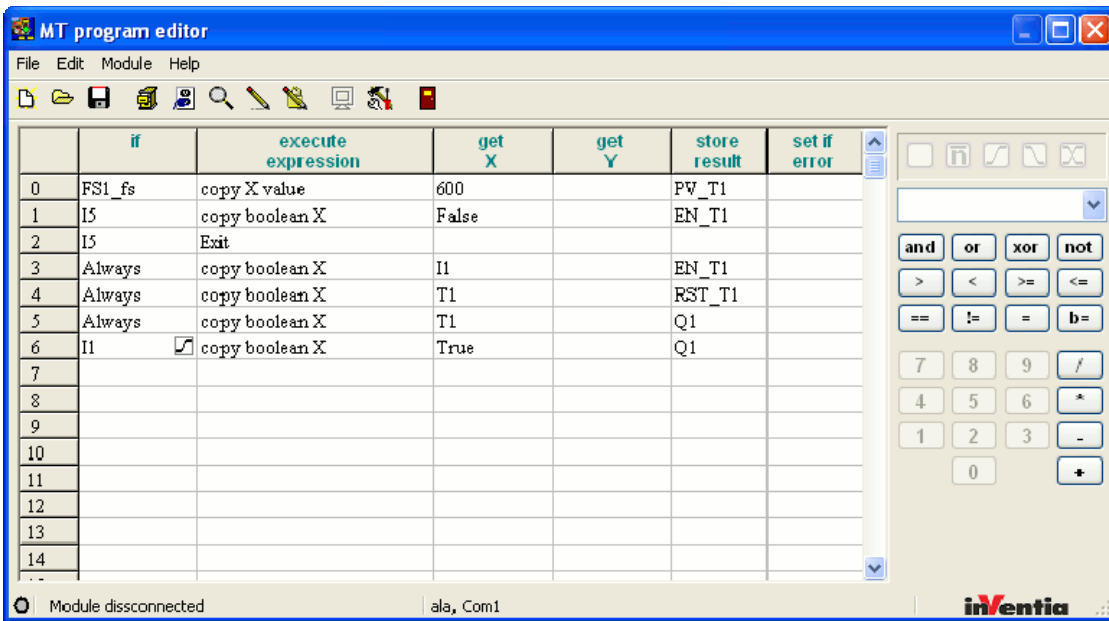 MT program editor
File Edit Module Help
if execute expression get X get Y store result set if error
0 FS1_fs copy X value 600 PV_T1
1 I5 copy boolean X False EN_T1
2 I5 Exit
3 Always copy boolean X I1 EN_T1
4 Always copy boolean X T1 RST_T1
5 Always copy boolean X T1 Q1
6 I1 copy boolean X True Q1
7
8
9
10
11
12
13
14
n
and or xor not
> < >= <=
== != = b=
7 8 9 /
4 5 6 *
1 2 3 -
0 +
Module dissconnected ala, Com1 inVentia